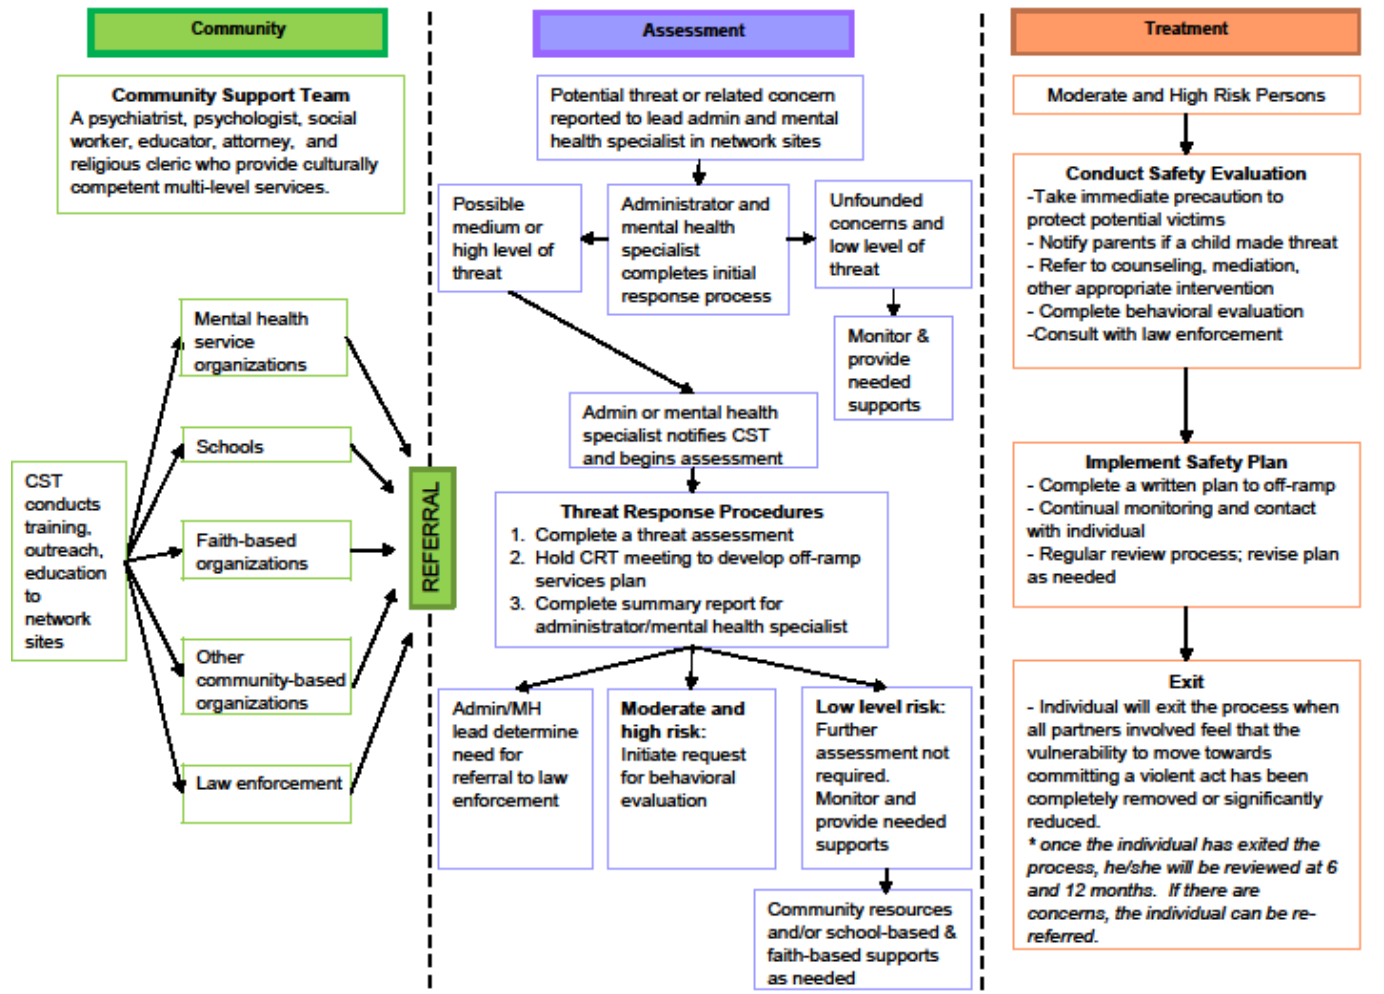 Community
Community Support Team
A psychiatrist, psychologist, social
worker, educator, attorney, and
religious cleric who provide culturally
competent multi-level services.
CST
conducts
training,
outreach,
education
to
network
sites
Mental health
service
organizations
Schools
Faith-based
organizations
Other
community-based
organizations
Law enforcement
REFERRAL
Assessment
Potential threat or related concern
reported to lead admin and mental
health specialist in network sites
Possible
medium or
high level of
threat
Administrator and
mental health
specialist
completes initial
response process
Unfounded
concerns and
low level of
threat
Monitor &
provide
needed
supports
Admin or mental health
specialist notifies CST
and begins assessment
Threat Response Procedures
1. Complete a threat assessment
2. Hold CRT meeting to develop off-ramp
services plan
3. Complete summary report for
administrator/mental health specialist
Admin/MH
lead determine
need for
referral to law
enforcement
Moderate and
high risk:
Initiate request
for behavioral
evaluation
Low level risk:
Further
assessment not
required.
Monitor and
provide needed
supports
Community resources
and/or school-based &
faith-based supports
as needed
Treatment
Moderate and High Risk Persons
Conduct Safety Evaluation
-Take immediate precaution to
protect potential victims
- Notify parents if a child made threat
- Refer to counseling, mediation,
other appropriate intervention
- Complete behavioral evaluation
-Consult with law enforcement
Implement Safety Plan
- Complete a written plan to off-ramp
- Continual monitoring and contact
with individual
- Regular review process; revise plan
as needed
Exit
- Individual will exit the process when
all partners involved feel that the
vulnerability to move towards
committing a violent act has been
completely removed or significantly
reduced.
* once the individual has exited the
process, he/she will be reviewed at 6
and 12 months. If there are
concerns, the individual can be re-
referred.